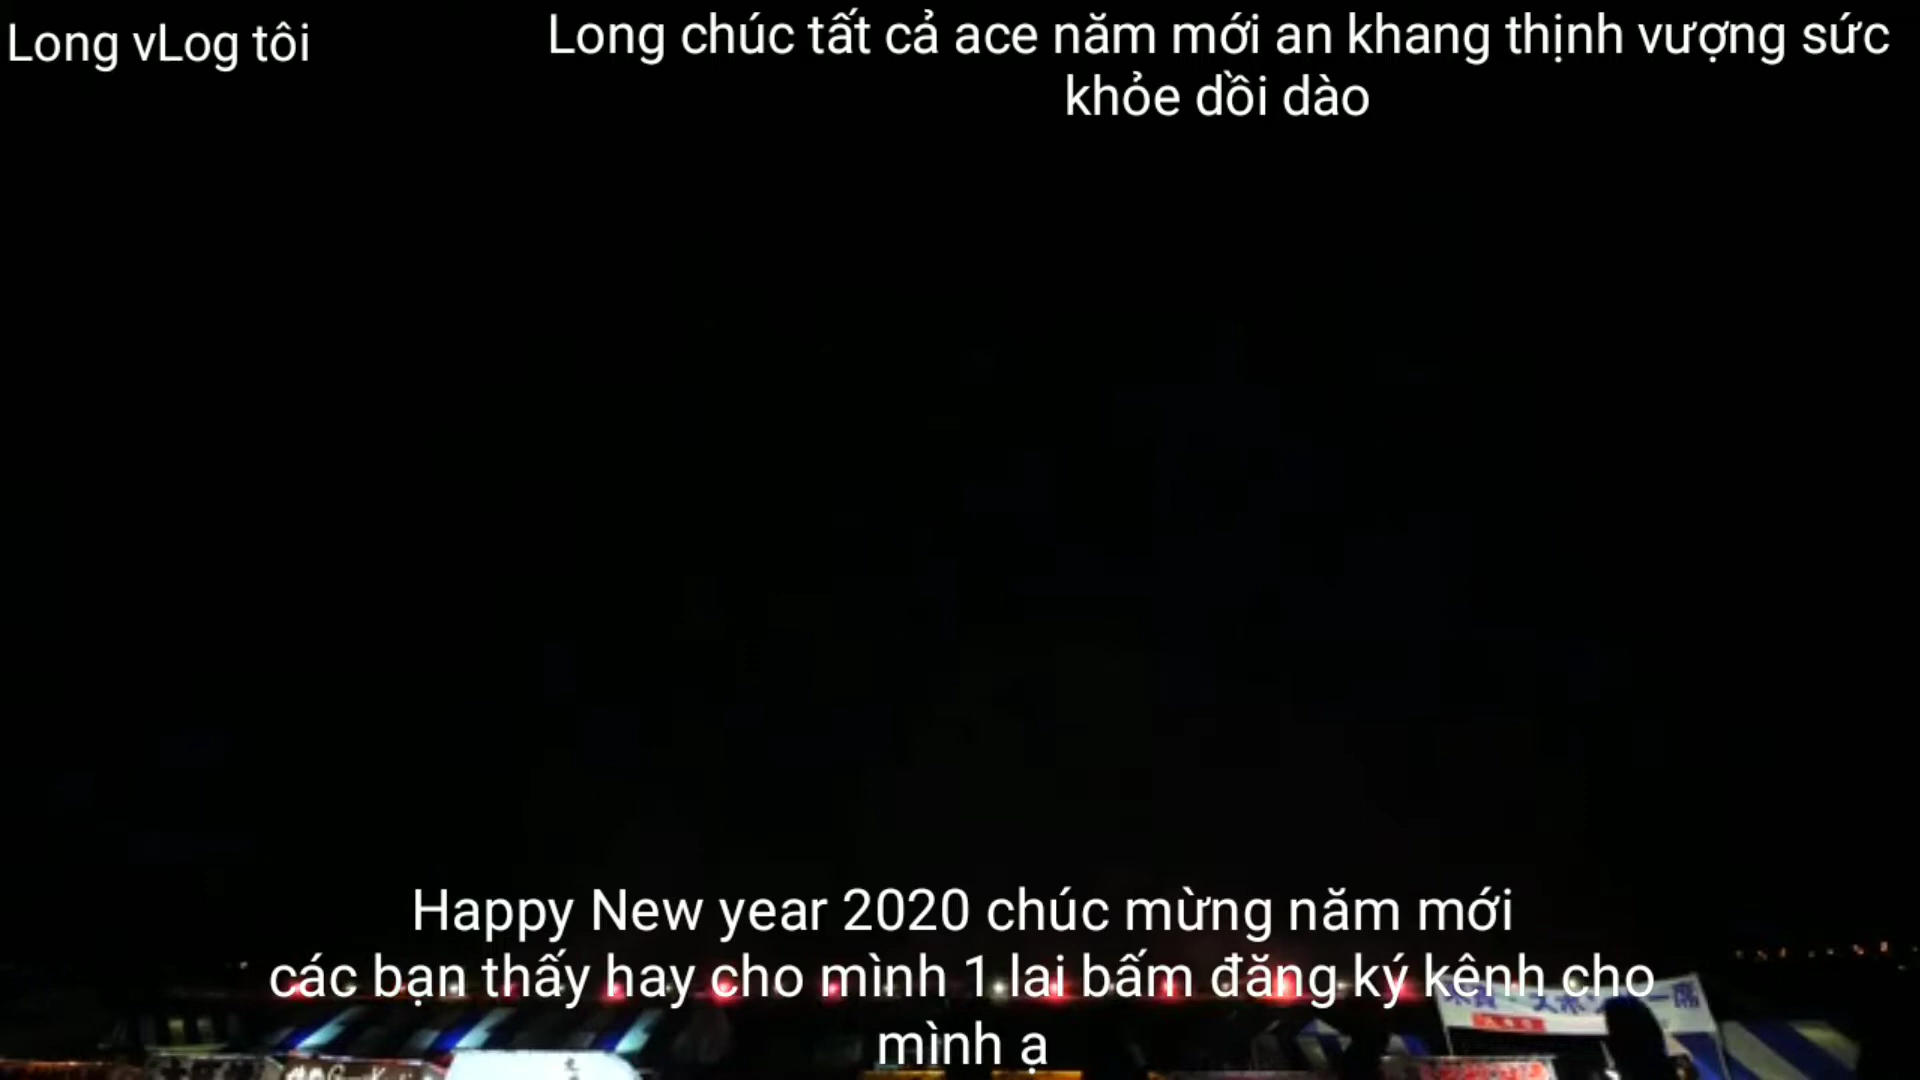 Long vLog tôi
Long chúc tất cả ace năm mới an khang thịnh vượng sức
khỏe dồi dào
Happy New year 2020 chúc mừng năm mới
các bạn thấy hay cho mình 1 lai bấm đăng ký kênh cho
mình ạ